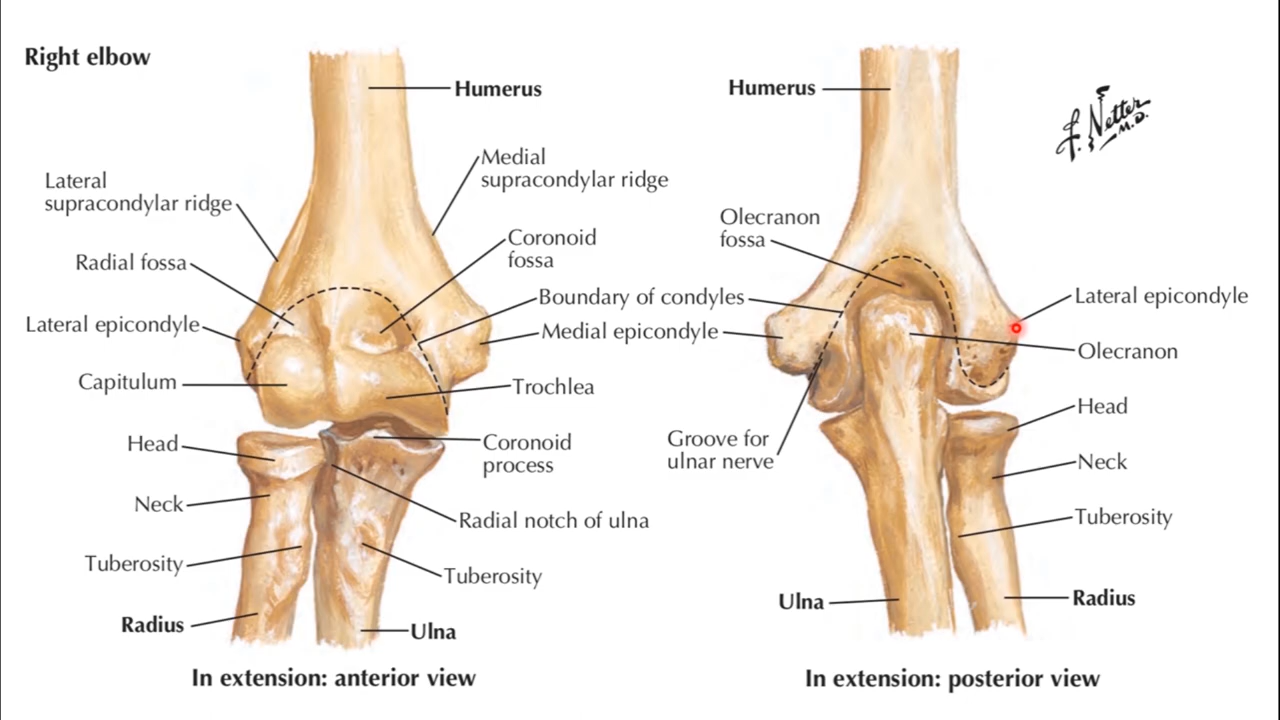 Right elbow
Humerus
Lateral
supracondylar ridge
Medial
supracondylar ridge
Radial fossa
Coronoid
fossa
Lateral epicondyle
Boundary of condyles
Medial epicondyle
Capitulum
Trochlea
Head
Coronoid
process
Neck
Radial notch of ulna
Tuberosity
Tuberosity
Radius
Ulna
In extension: anterior view
Humerus
F. Netter
M.D.
Olecranon
fossa
Lateral epicondyle
Olecranon
Head
Groove for
ulnar nerve
Neck
Tuberosity
Ulna
Radius
In extension: posterior view